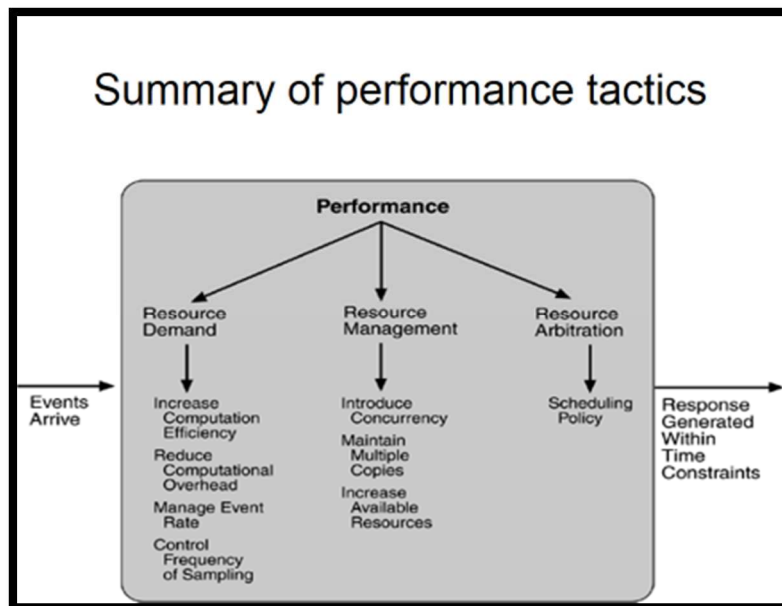 Summary of performance tactics
Performance
Resource
Demand
Resource
Management
Resource
Arbitration
Events
Arrive
Increase
Computation
Efficiency
Reduce
Computational
Overhead
Manage Event
Rate
Control
Frequency
of Sampling
Introduce
Concurrency
Maintain
Multiple
Copies
Increase
Available
Resources
Scheduling
Policy
Response
Generated
Within
Time
Constraints